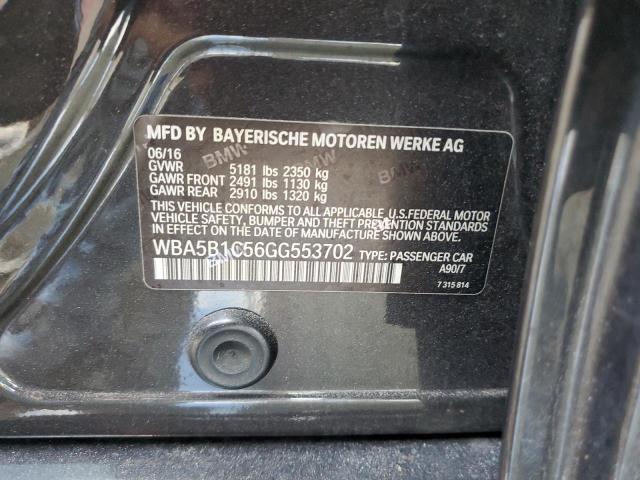 MFD BY BAYERISCHE MOTOREN WERKE AG
06/16
GVWR 5181 lbs 2350 kg
GAWR FRONT 2491 lbs 1130 kg
GAWR REAR 2910 lbs 1320 kg
THIS VEHICLE CONFORMS TO ALL APPLICABLE, U.S.FEDERAL MOTOR
VEHICLE SAFETY, BUMPER AND THEFT PREVENTION STANDARDS
IN EFFECT ON THE DATE OF MANUFACTURE SHOWN ABOVE.
WBA5B1C56GG553702 TYPE: PASSENGER CAR
A90/7
7 315 814
BMW
BMW
BMW